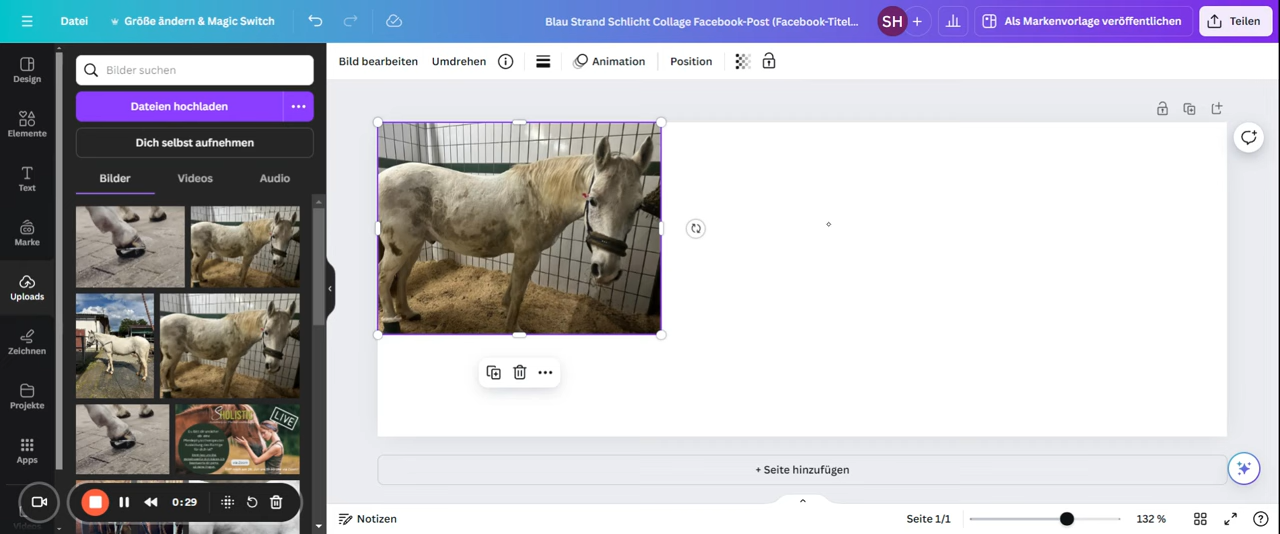 Datei
Größe ändern & Magic Switch
Blau Strand Schlicht Collage Facebook-Post (Facebook-Titel...
SH
Als Markenvorlage veröffentlichen
Teilen
Design
Elemente
Text
Marke
Uploads
Zeichnen
Projekte
Apps
Videos
Bilder suchen
Dateien hochladen
Dich selbst aufnehmen
Bilder
Videos
Audio
HOLISTIC
LIVE
0:29
Bild bearbeiten
Umdrehen
Animation
Position
+ Seite hinzufügen
Notizen
Seite 1/1
132 %